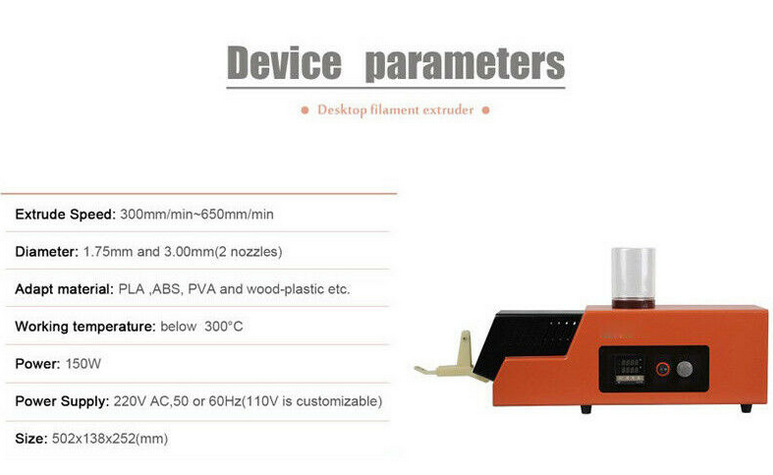 Device parameters
Desktop filament extruder
Extrude Speed: 300mm/min~650mm/min
Diameter: 1.75mm and 3.00mm(2 nozzles)
Adapt material: PLA ,ABS, PVA and wood-plastic etc.
Working temperature: below 300°C
Power: 150W
Power Supply: 220V AC,50 or 60Hz(110V is customizable)
Size: 502x138x252(mm)